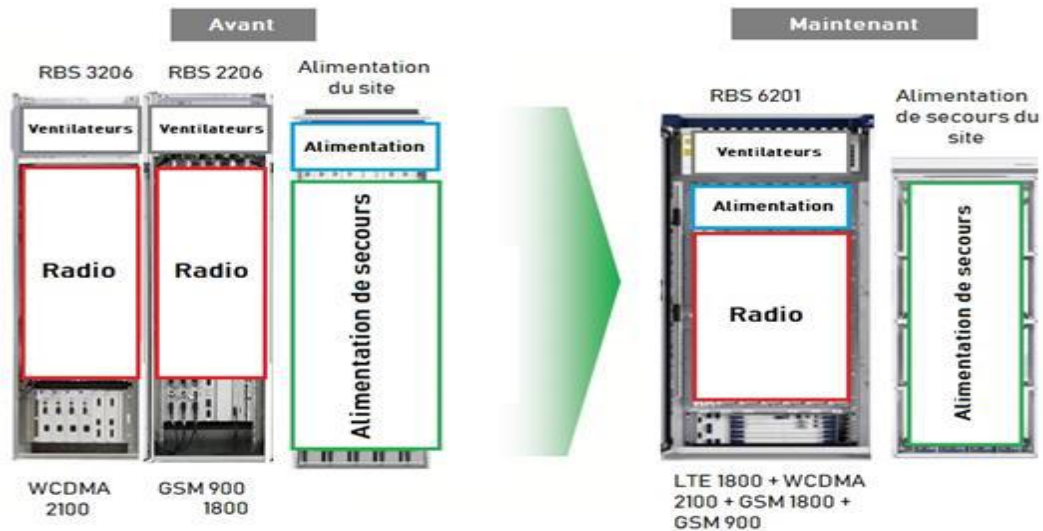 Avant
RBS 3206
RBS 2206
Alimentation
du site
Ventilateurs
Ventilateurs
Alimentation
Radio
Radio
Alimentation de secours
WCDMA
2100
GSM 900
1800
Maintenant
RBS 6201
Alimentation
de secours du
site
Ventilateurs
Alimentation
Radio
Alimentation de secours
LTE 1800 + WCDMA
2100 + GSM 1800 +
GSM 900